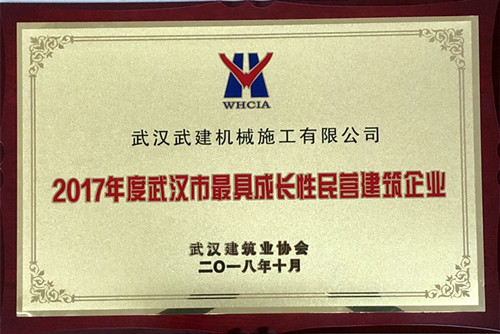 WHCIA
武汉武建机械施工有限公司
2017年度武汉市最具成长性民营建筑企业
武汉建筑业协会
二〇一八年十月